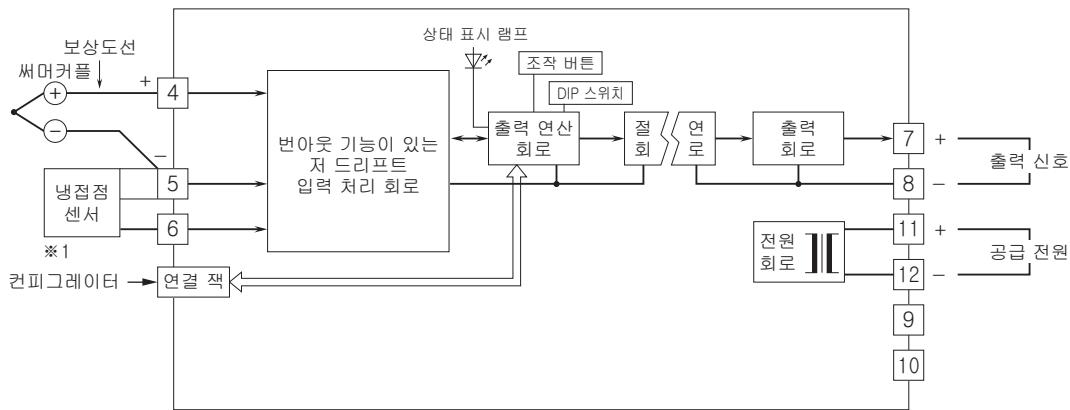 상태 표시 램프
보상도선
써머커플
조작 버튼
DIP 스위치
+
+
4
번아웃 기능이 있는
저 드리프트
입력 처리 회로
출력 연산
회로
절
회
연
로
출력
회로
7
+
출력 신호
8
−
−
−
5
냉접점
센서
6
※1
전원
회로
11
+
공급 전원
12
−
컨피그레이터
연결 잭
9
10